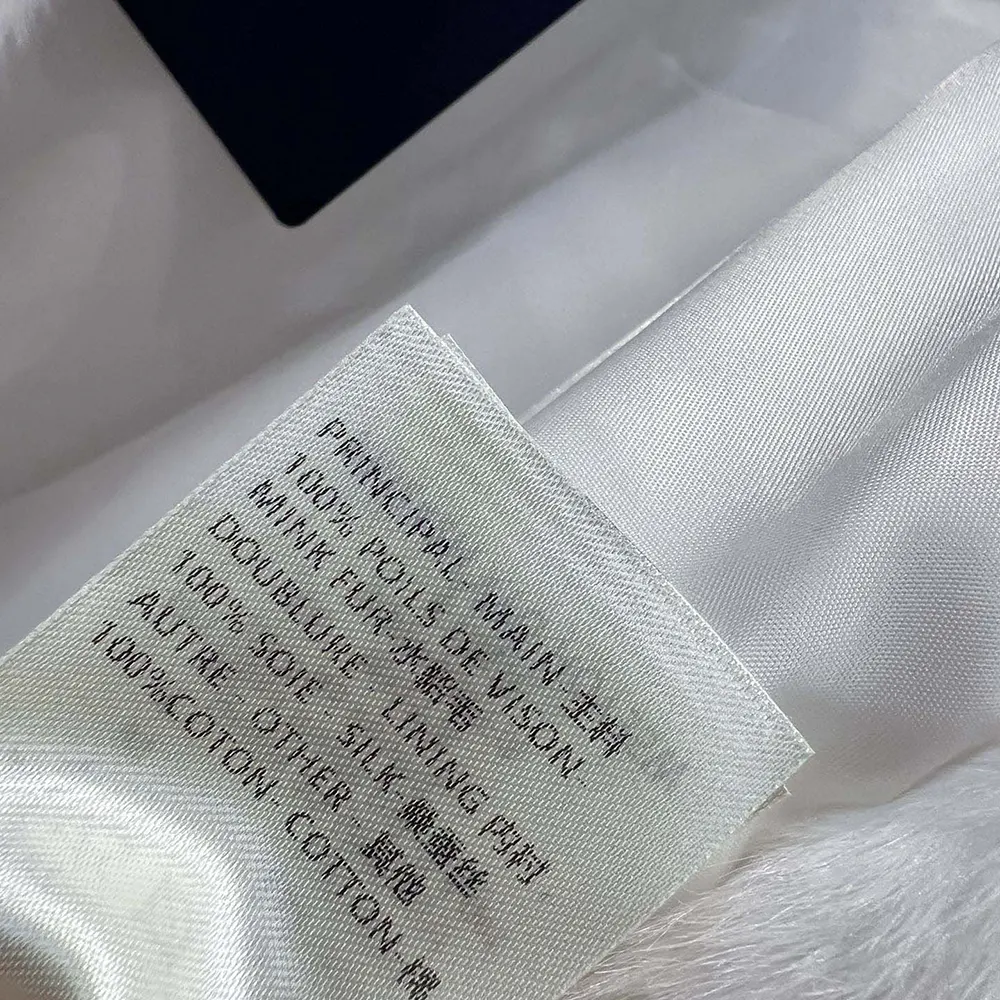 PRINCIPAL - MAIN-主料
100% POILS DE VISON-
MINK FUR-水貂毛
DOUBLURE - LINING 内衬
100% SOIE - SILK-桑蚕丝
AUTRE - OTHER - 其他
100%COTON- COTTON-棉